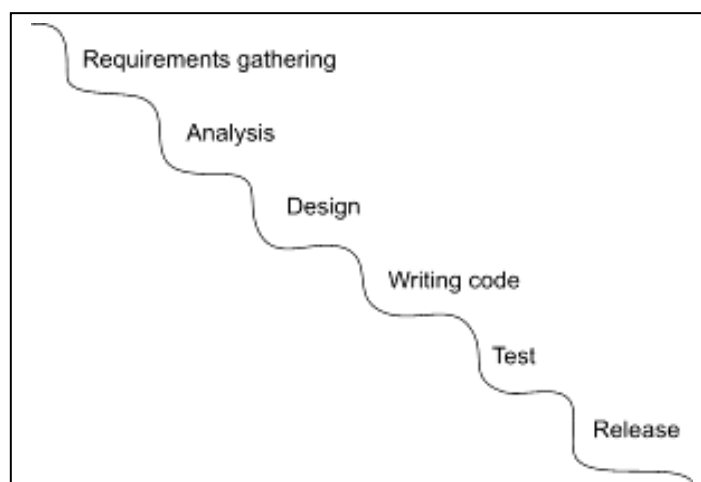 Requirements gathering
Analysis
Design
Writing code
Test
Release